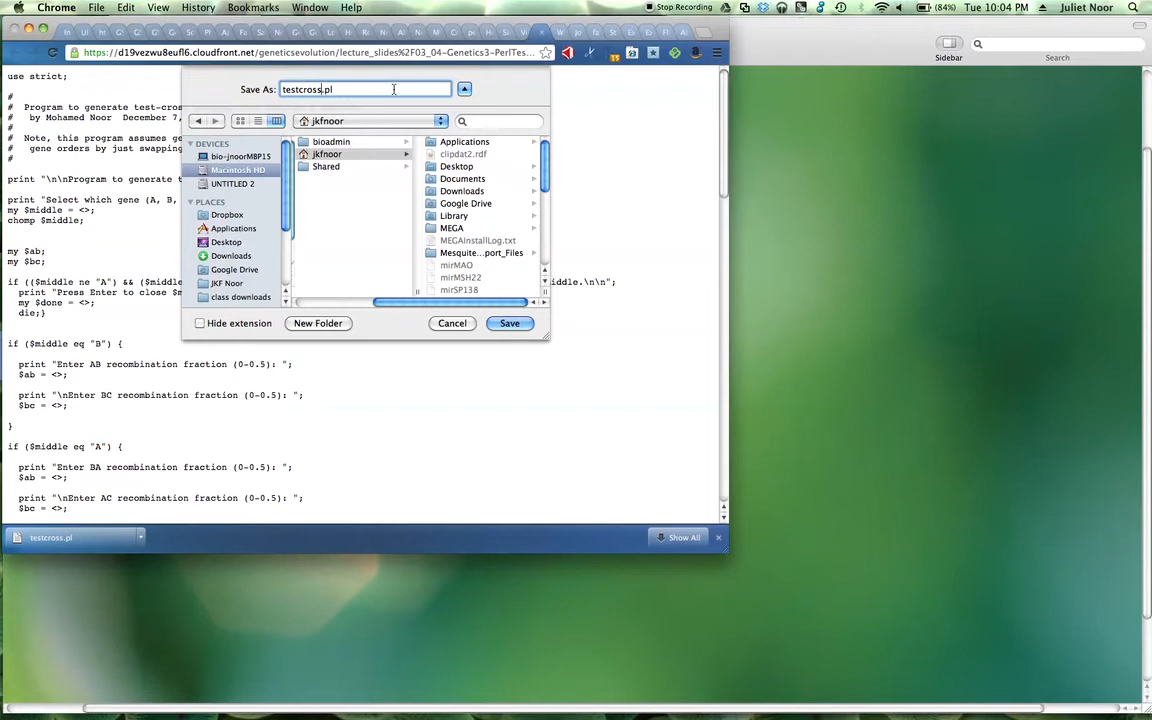 Chrome File Edit View History Bookmarks Window Help Stop Recording (84%) Tue 10:04 PM Juliet Noor
https://d19vezwu8eufl6.cloudfront.net/geneticsevolution/lecture_slides%2F03_04-Genetics3-PerlTes...
Sidebar Search
use strict;
Save As: testcross.pl
#
# Program to generate test-cros
# by Mohamed Noor December 7,
#
# Note, this program assumes ge
# gene orders by just swapping
#
jkfnoor
DEVICES
bio-jnoorMBP15
Macintosh HD
UNTITLED 2
PLACES
Dropbox
Applications
Desktop
Downloads
Google Drive
JKF Noor
class downloads
bioadmin
jkfnoor
Shared
Applications
clipdat2.rdf
Desktop
Documents
Downloads
Google Drive
Library
MEGA
MEGAInstallLog.txt
Mesquite...port_Files
mirMAO
mirMSH22
mirSP138
Hide extension New Folder Cancel Save
print "\n\nProgram to generate t
print "Select which gene (A, B,
my $middle = <>;
chomp $middle;
my $ab;
my $bc;
if (($middle ne "A") && ($middl
iddle.\n\n";
print "Press Enter to close $m
my $done = <>;
die;}
if ($middle eq "B") {
print "Enter AB recombination fraction (0-0.5): ";
$ab = <>;
print "\nEnter BC recombination fraction (0-0.5): ";
$bc = <>;
}
if ($middle eq "A") {
print "Enter BA recombination fraction (0-0.5): ";
$ab = <>;
print "\nEnter AC recombination fraction (0-0.5): ";
$bc = <>;
testcross.pl Show All